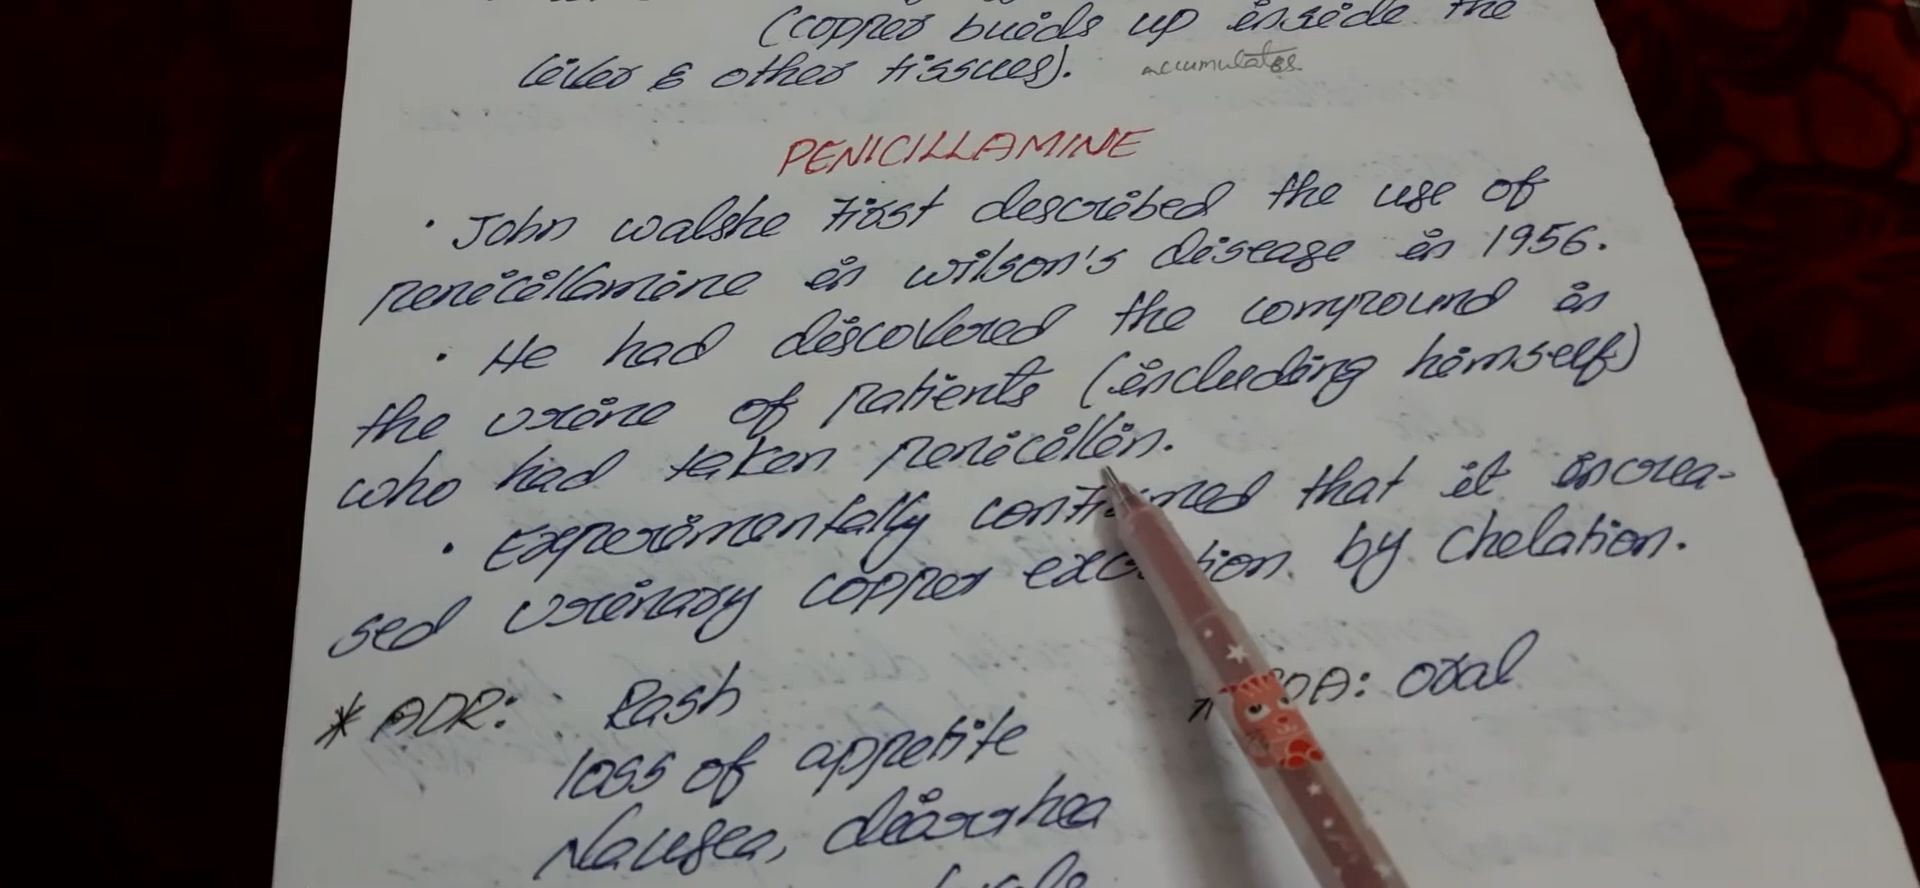 (copper builds up inside the
liver & other tissues).
accumulates
PENICILLAMINE
· John walshe First described the use of
penicillamine in wilson's disease in 1956.
· He had discovered the compound in
the urine of patients (including himself)
who had taken penicillin.
· Experimentally confirmed that it increa-
sed urinary copper excretion by chelation.
* ADR: · Rash
OA: oral
loss of appetite
Nausea, diarrhea